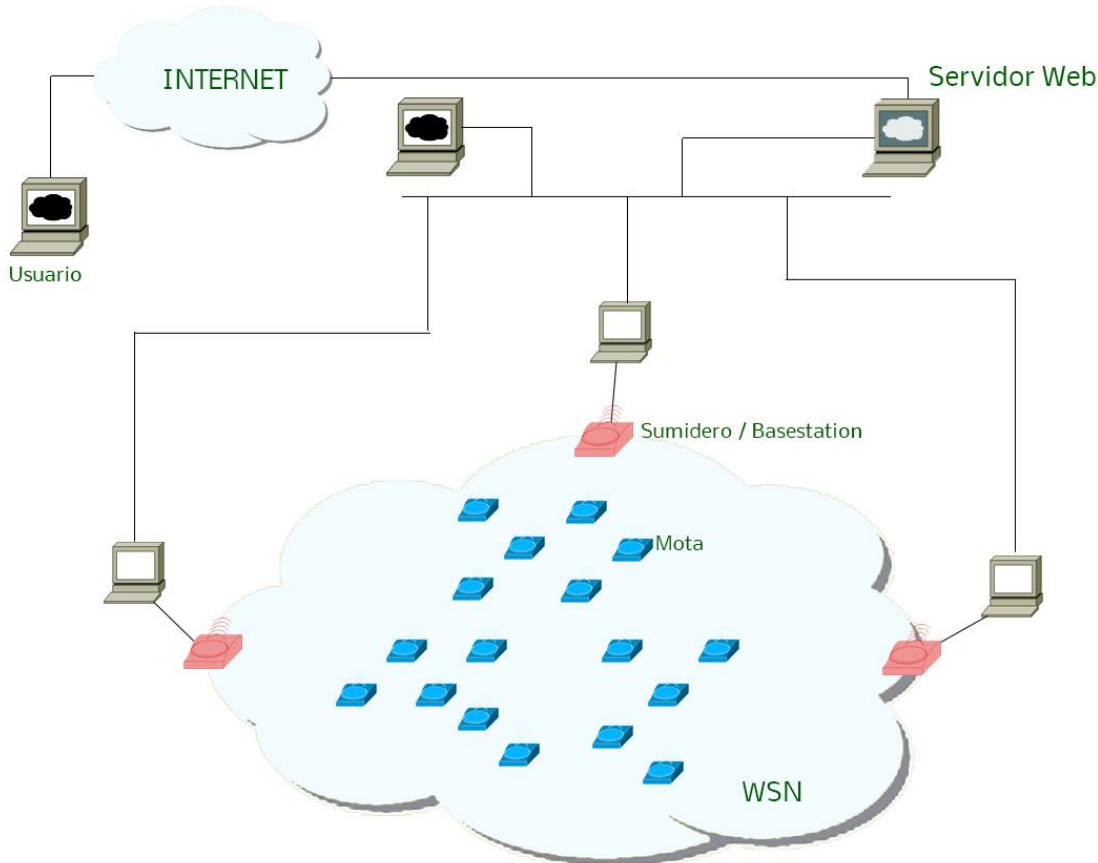 INTERNET
Servidor Web
Usuario
Sumidero / Basestation
Mota
WSN